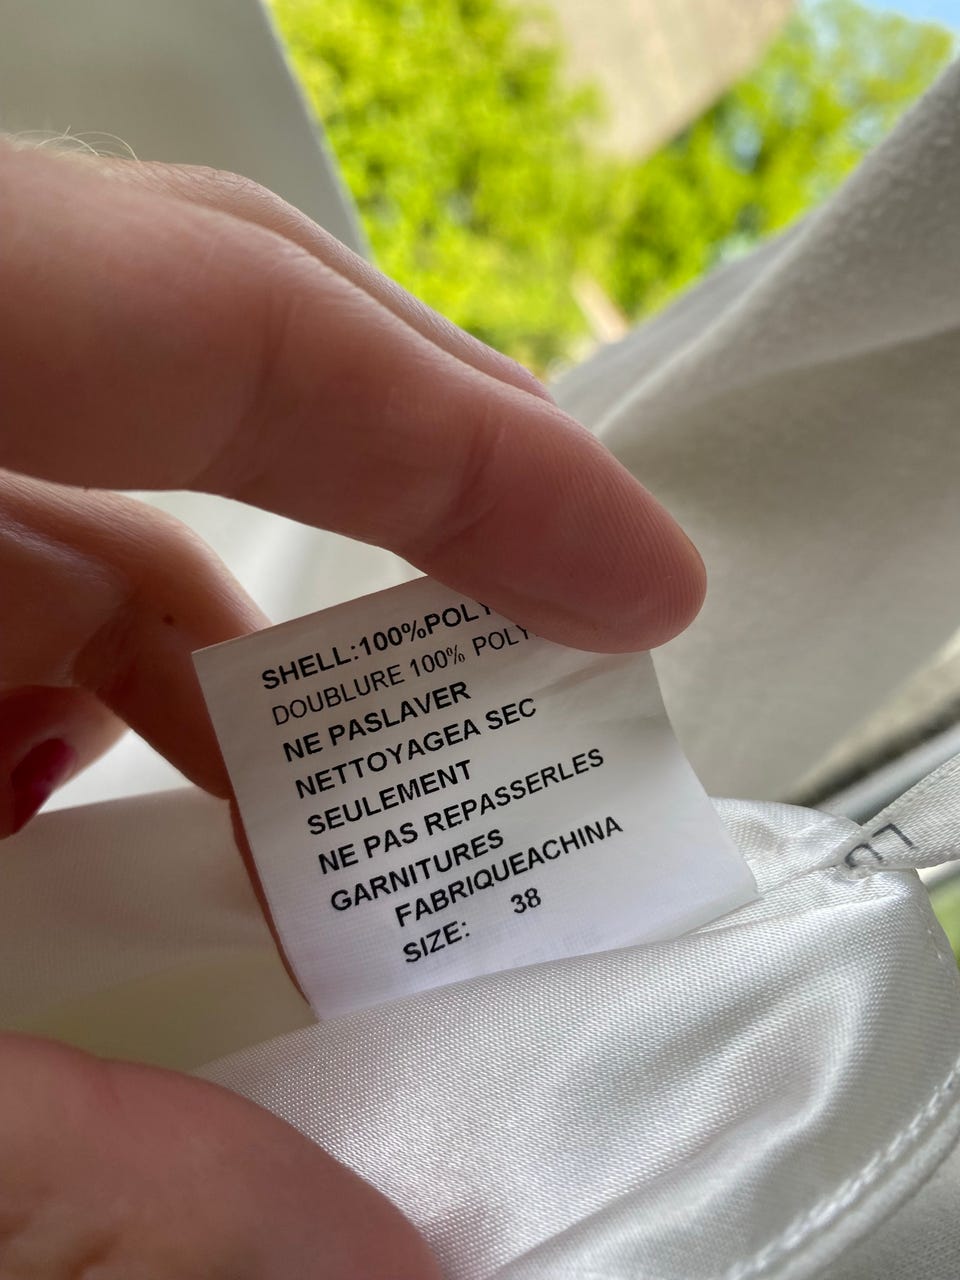 SHELL:100%POLY
DOUBLURE 100% POLY
NE PASLAVER
NETTOYAGEA SEC
SEULEMENT
NE PAS REPASSERLES
GARNITURES
FABRIQUEACHINA
SIZE: 38